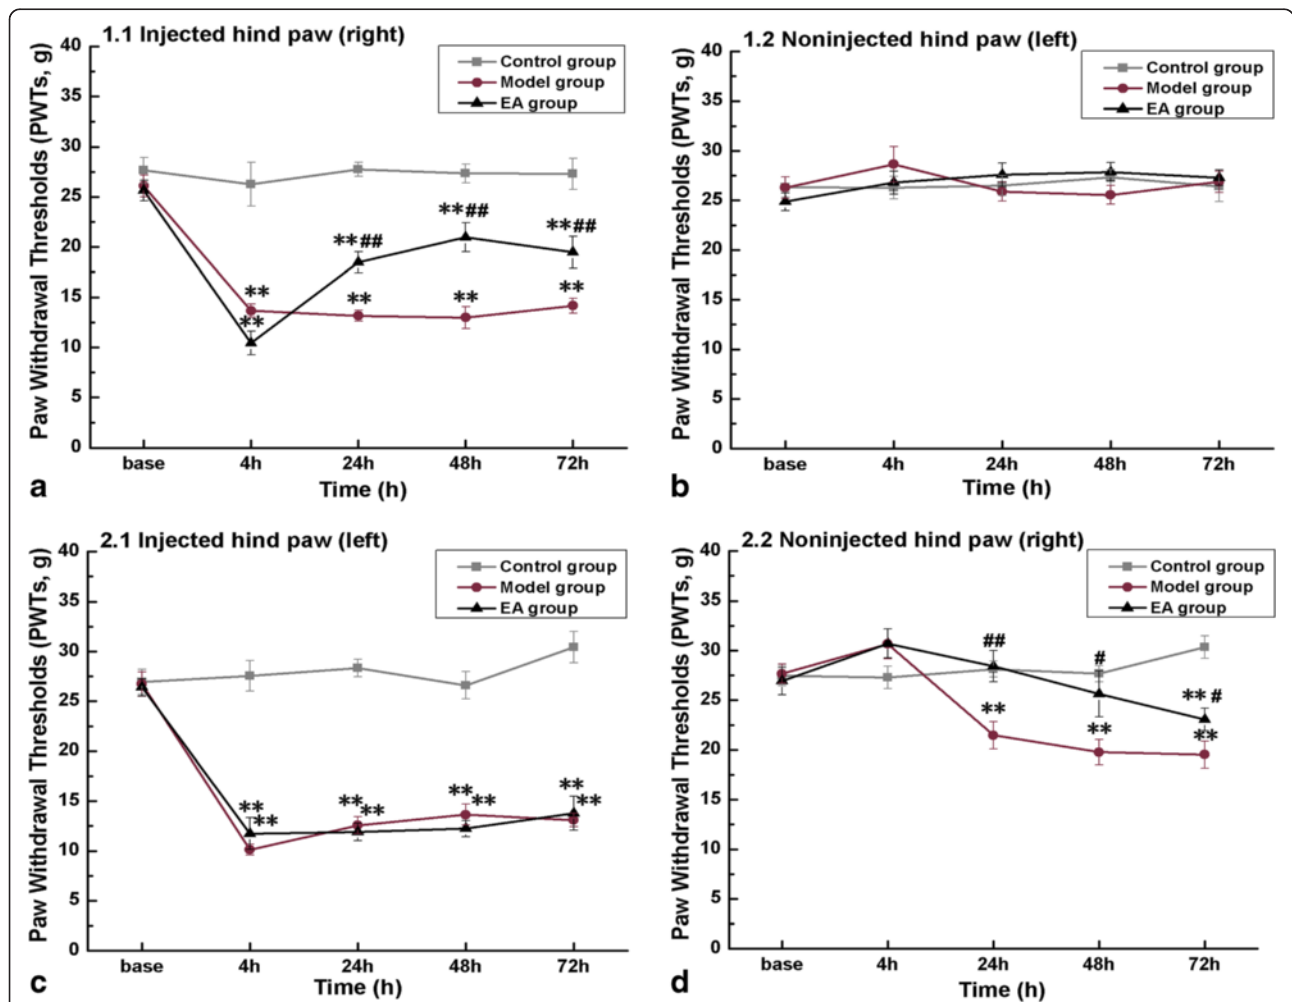 1.1 Injected hind paw (right)
Control group
Model group
EA group
Paw Withdrawal Thresholds (PWTs, g)
40
35
30
25
20
15
10
5
0
**##
**##
**##
**
**
**
**
**
base 4h 24h 48h 72h
Time (h)
a
1.2 Noninjected hind paw (left)
Control group
Model group
EA group
Paw Withdrawal Thresholds (PWTs, g)
40
35
30
25
20
15
10
5
0
base 4h 24h 48h 72h
Time (h)
b
2.1 Injected hind paw (left)
Control group
Model group
EA group
Paw Withdrawal Thresholds (PWTs, g)
40
35
30
25
20
15
10
5
0
** ** ** **
** ** ** **
base 4h 24h 48h 72h
Time (h)
c
2.2 Noninjected hind paw (right)
Control group
Model group
EA group
Paw Withdrawal Thresholds (PWTs, g)
40
35
30
25
20
15
10
5
0
##
#
** #
**
**
**
base 4h 24h 48h 72h
Time (h)
d